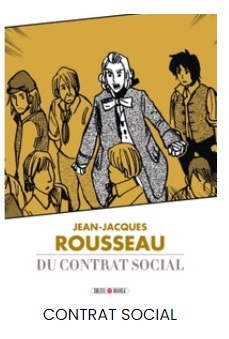 JEAN-JACQUES
ROUSSEAU
DU CONTRAT SOCIAL
SOLEIL MANGA
CONTRAT SOCIAL